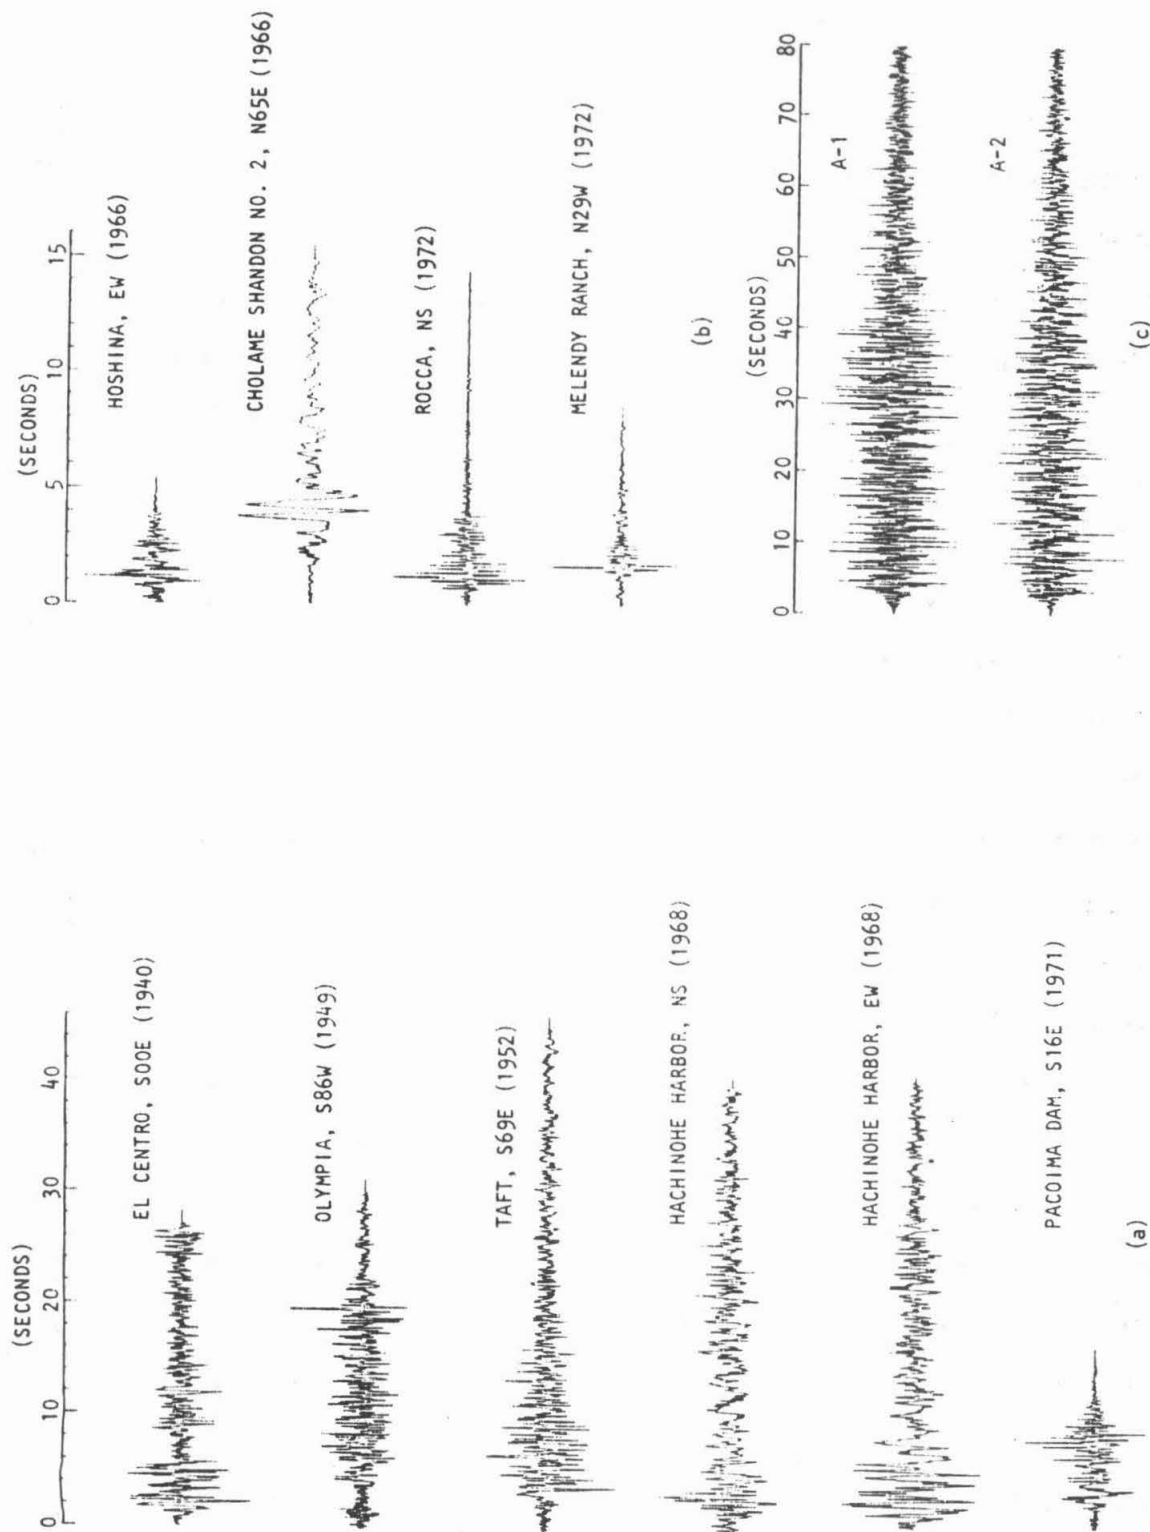 (SECONDS)
0 10 20 30 40
EL CENTRO, S00E (1940)
OLYMPIA, S86W (1949)
TAFT, S69E (1952)
HACHINOHE HARBOR, NS (1968)
HACHINOHE HARBOR, EW (1968)
PACOIMA DAM, S16E (1971)
(a)
(SECONDS)
0 5 10 15
HOSHINA, EW (1966)
CHOLAME SHANDON NO. 2, N65E (1966)
ROCCA, NS (1972)
MELENDY RANCH, N29W (1972)
(b)
(SECONDS)
0 10 20 30 40 50 60 70 80
A-1
A-2
(c)